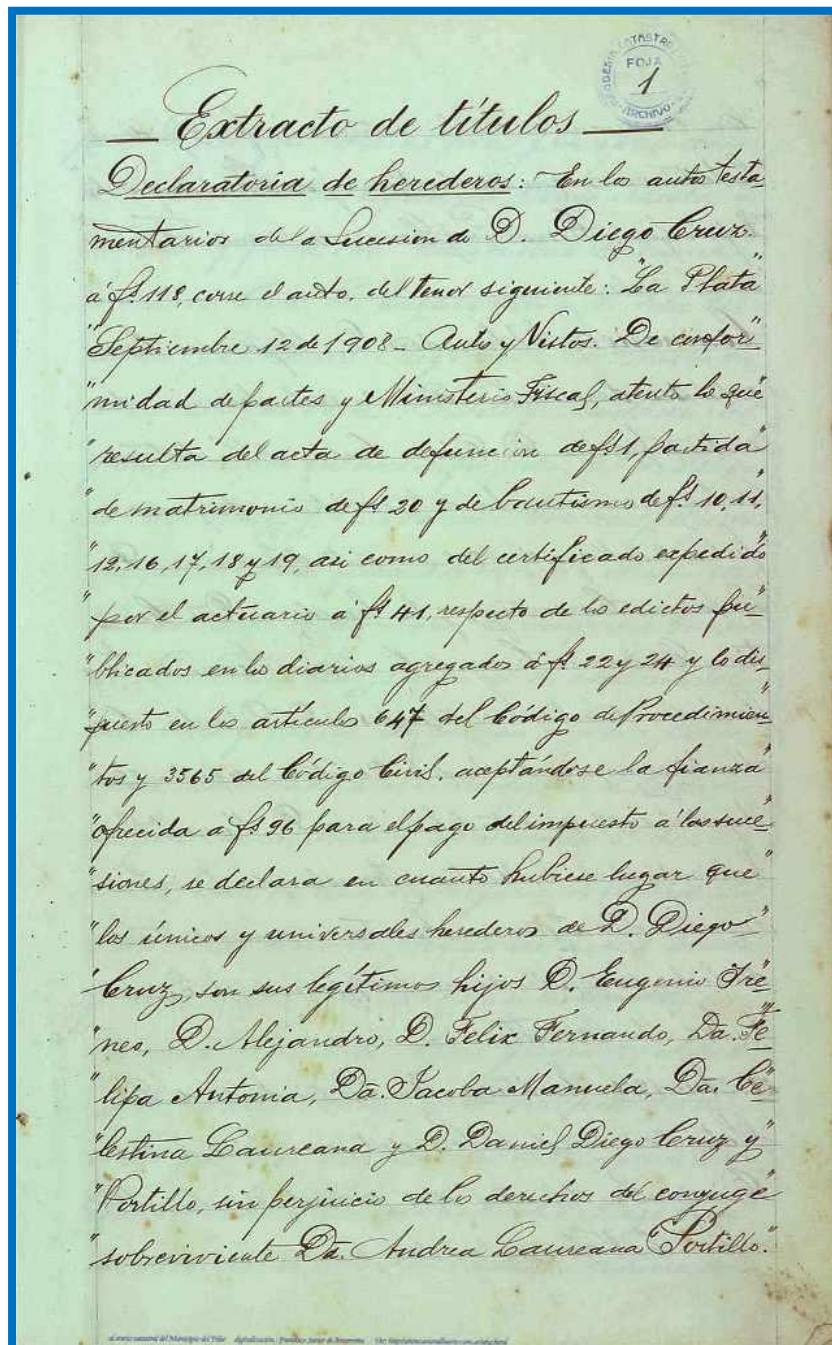 FOJA
1
ARCHIVO
Extracto de títulos
Declaratoria de herederos: En los autos testa
mentarios de la Sucesion de D. Diego Cruz.
á fs. 118, corre el auto, del tenor siguiente: "La Plata"
"Septiembre 12 de 1908 - Autos y Vistos. De confor"
"midad de partes y Ministerio Fiscal, atento lo que"
"resulta del acta de defuncion de fs 1, partida"
"de matrimonio de fs 20 y de bautismo de fs. 10, 11,"
"12, 16, 17, 18 y 19, asi como del certificado expedido"
"por el actuario á fs 41, respecto de los edictos pu"
"blicados en los diarios agregados á fs. 22 y 24 y lo dis"
"puesto en los artículos 647 del Código de Procedimien"
"tos y 3565 del Código Civil, aceptándose la fianza"
"ofrecida á fs 96 para el pago del impuesto á las suce"
"siones, se declara en cuanto hubiese lugar que"
"los únicos y universales herederos de D. Diego"
"Cruz, son sus legítimos hijos D. Eugenio Ire"
"neo, D. Alejandro, D. Felix Fernando, Da. Fe"
"lipa Antonia, Da. Jacoba Manuela, Da. Ce"
"lestina Laureana y D. Daniel Diego Cruz y"
"Portillo, sin perjuicio de los derechos del conyuge"
"sobreviviente Da. Andrea Laureana Portillo."